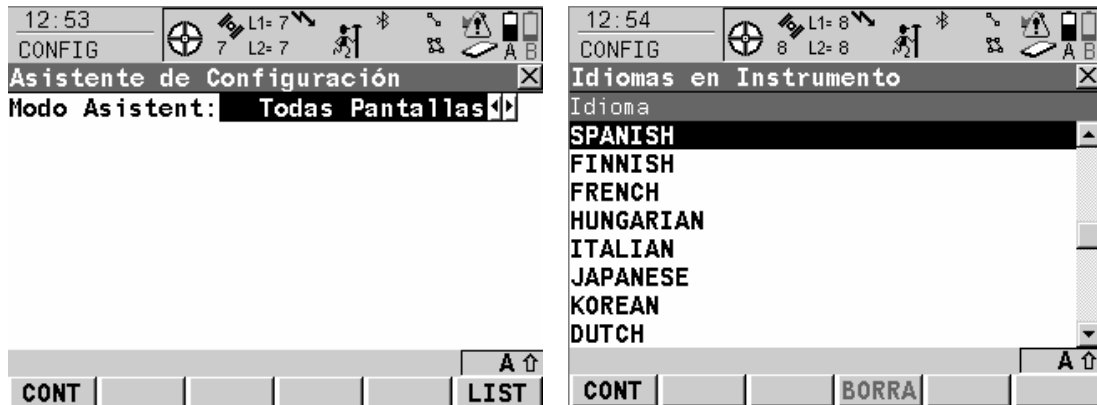 12:53
CONFIG
7
L1= 7
L2= 7
A B
Asistente de Configuración
Modo Asistent: Todas Pantallas
A
CONT LIST
12:54
CONFIG
8
L1= 8
L2= 8
A B
Idiomas en Instrumento
Idioma
SPANISH
FINNISH
FRENCH
HUNGARIAN
ITALIAN
JAPANESE
KOREAN
DUTCH
A
CONT BORRA